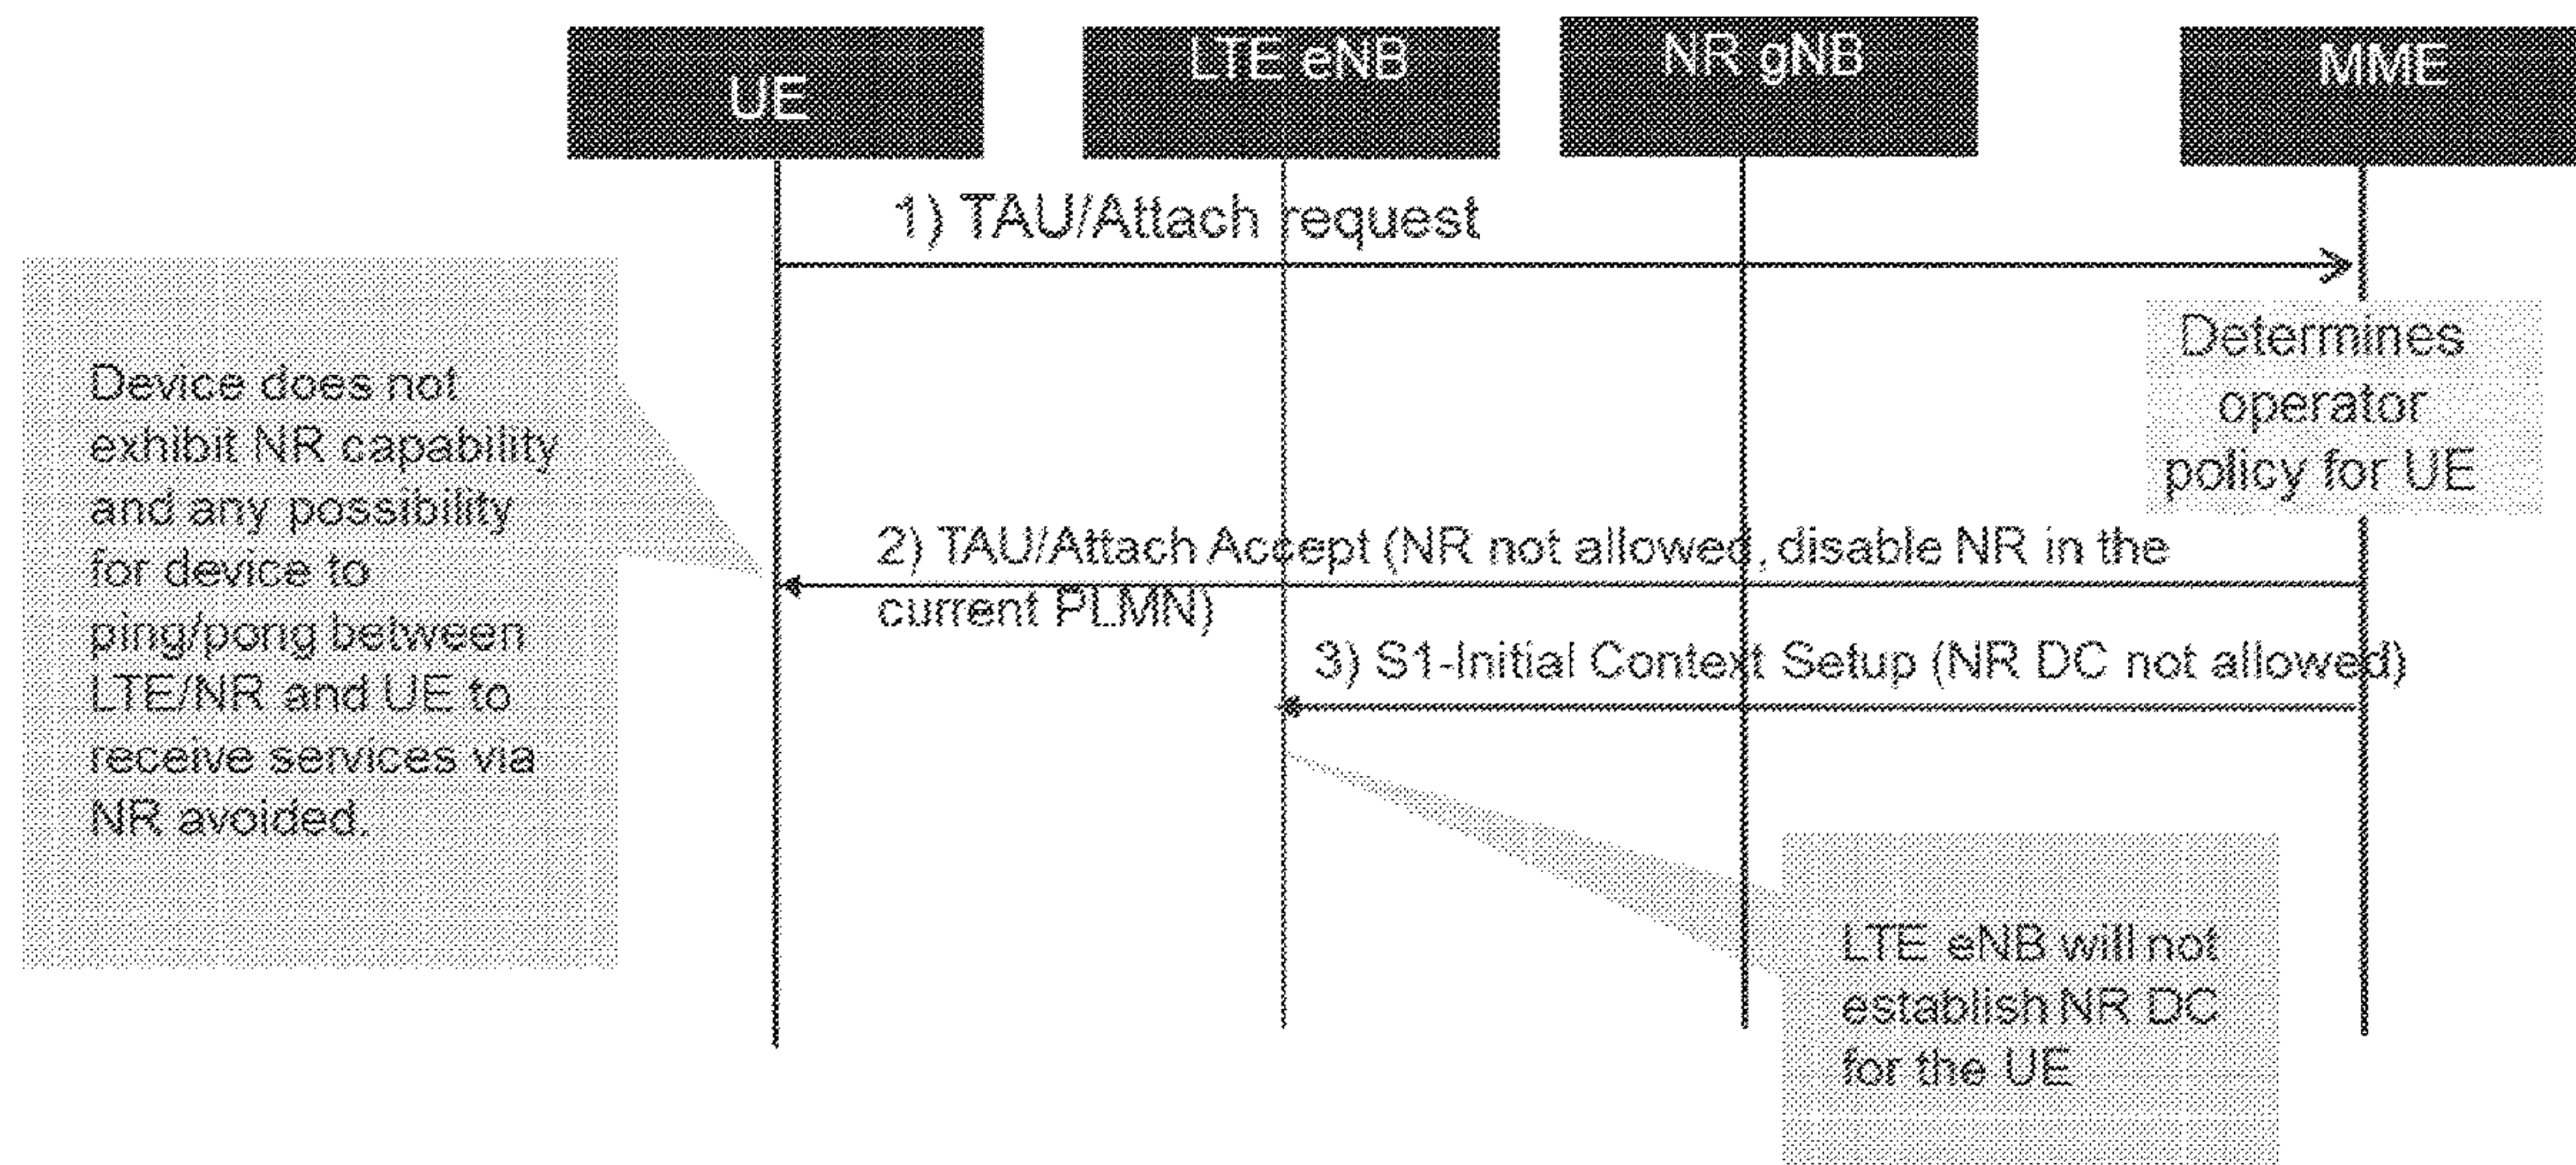 UE
LTE eNB
NR gNB
MME
1) TAU/Attach request
Determines
operator
policy for UE
Device does not
exhibit NR capability
and any possibility
for device to
ping/pong between
LTE/NR and UE to
receive services via
NR avoided.
2) TAU/Attach Accept (NR not allowed, disable NR in the
current PLMN)
3) S1-Initial Context Setup (NR DC not allowed)
LTE eNB will not
establish NR DC
for the UE